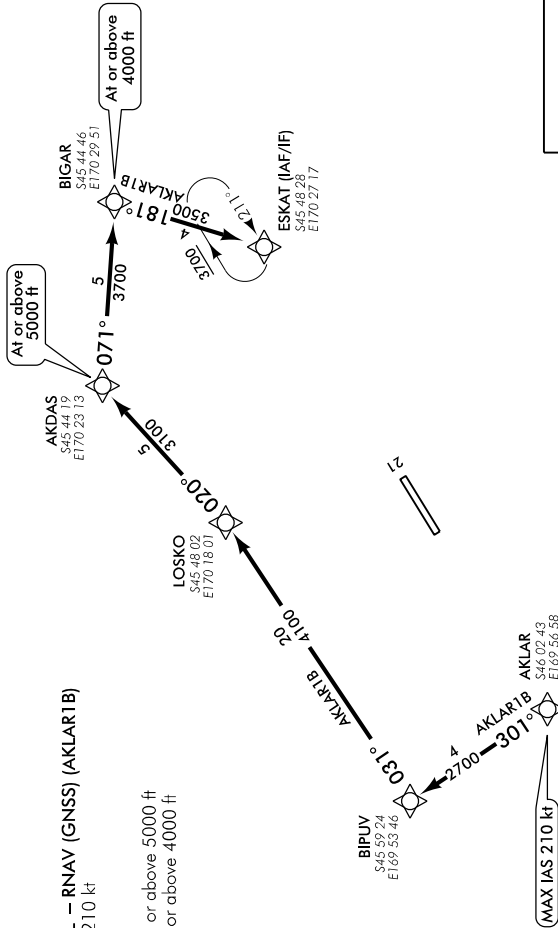 – RNAV (GNSS) (AKLAR1B)
210 kt
or above 5000 ft
or above 4000 ft
At or above
4000 ft
BIGAR
S45 44 46
E170 29 51
181°
4
3500
AKLAR1B
3700
211°
ESKAT (IAF/IF)
S45 48 28
E170 27 17
5
3700
071°
At or above
5000 ft
AKDAS
S45 44 19
E170 23 13
5
3100
020°
LOSKO
S45 48 02
E170 18 01
20
4100
AKLAR1B
031°
21
BIPUV
S45 59 24
E169 53 46
4
2700
AKLAR1B
301°
AKLAR
S46 02 43
E169 56 58
MAX IAS 210 kt